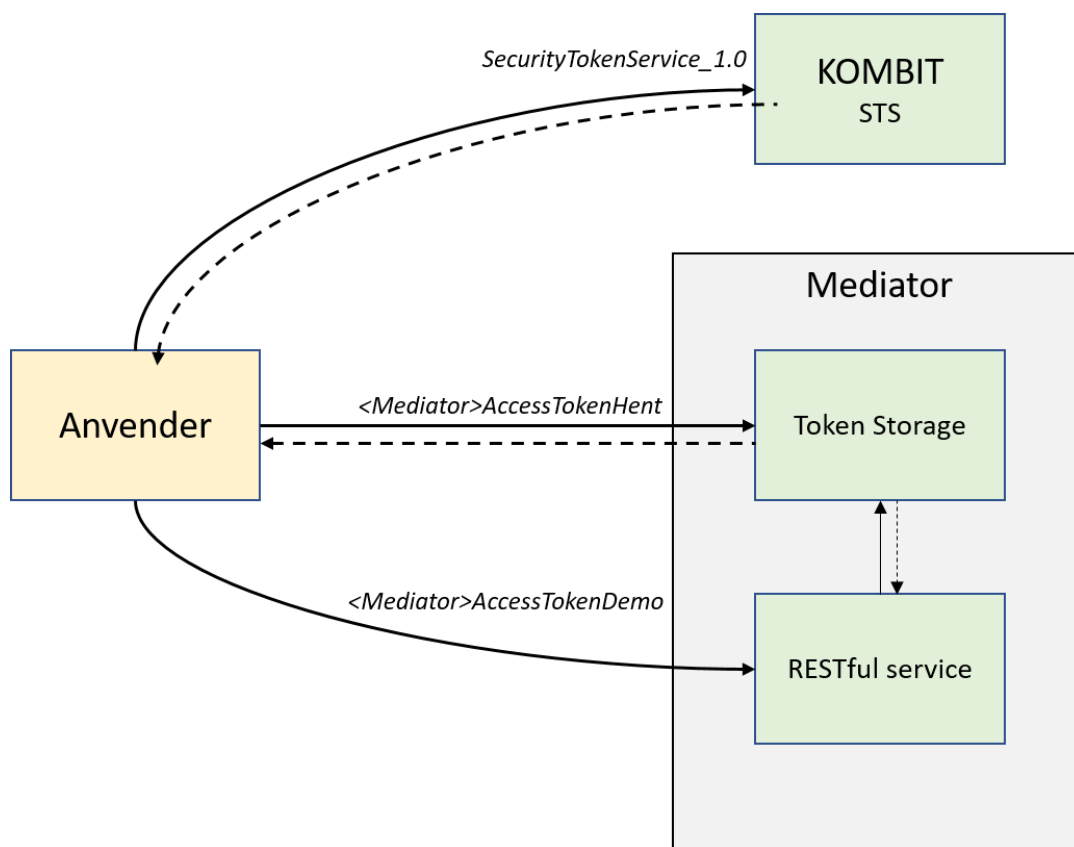 SecurityTokenService_1.0
KOMBIT
STS
Mediator
Anvender
<Mediator>AccessTokenHent
Token Storage
<Mediator>AccessTokenDemo
RESTful service